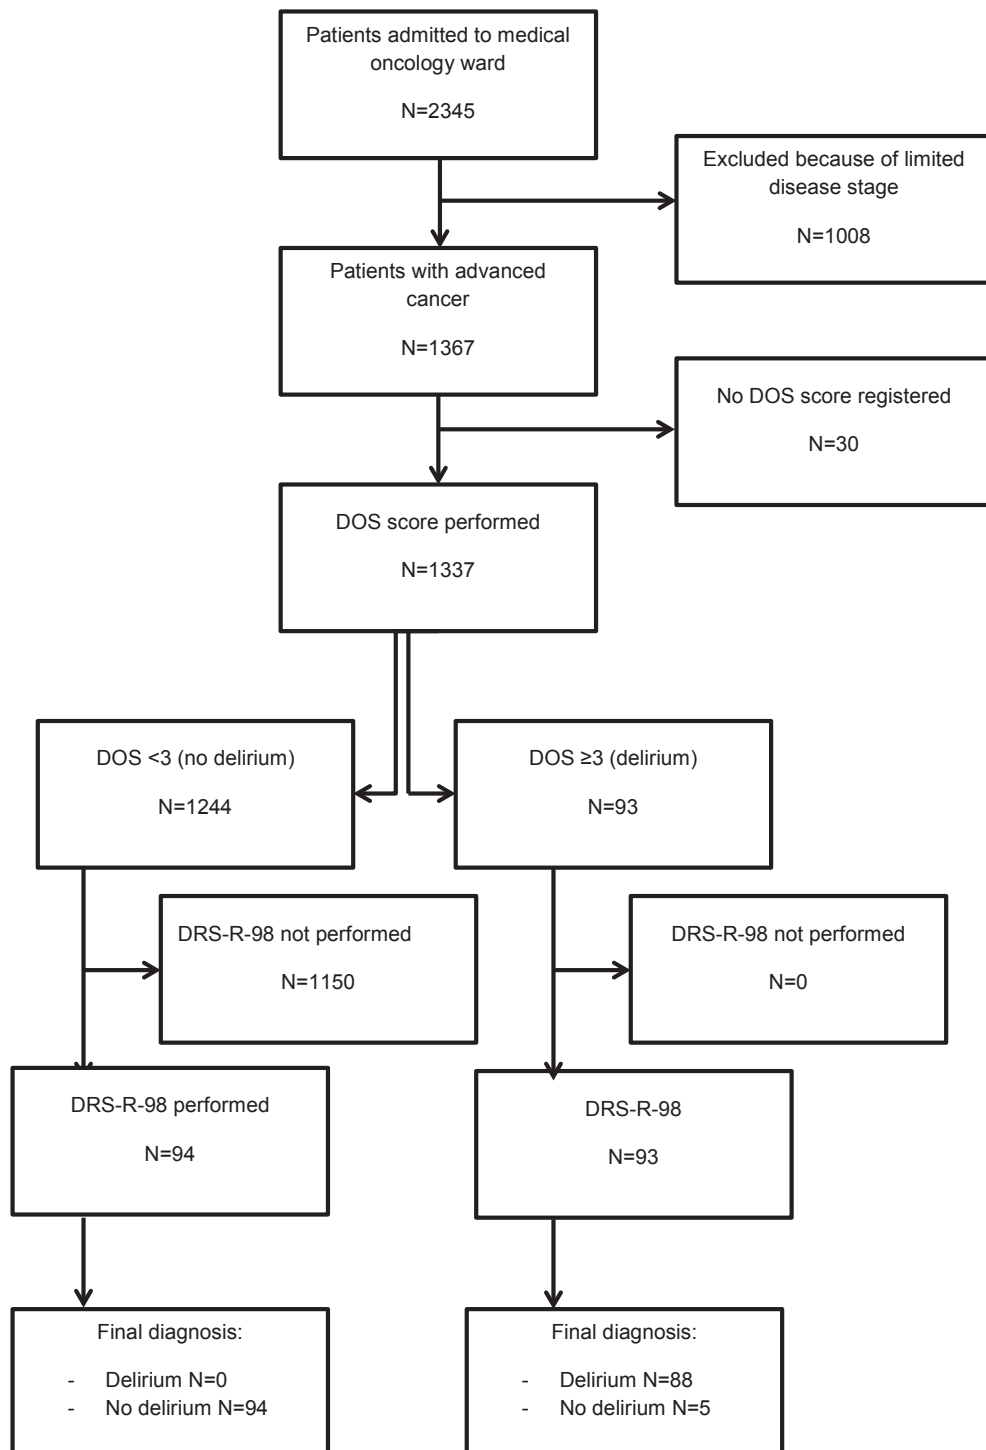 Patients admitted to medical
oncology ward
N=2345
Excluded because of limited
disease stage
N=1008
Patients with advanced
cancer
N=1367
No DOS score registered
N=30
DOS score performed
N=1337
DOS <3 (no delirium)
N=1244
DOS ≥3 (delirium)
N=93
DRS-R-98 not performed
N=1150
DRS-R-98 not performed
N=0
DRS-R-98 performed
N=94
DRS-R-98
N=93
Final diagnosis:
- Delirium N=0
- No delirium N=94
Final diagnosis:
- Delirium N=88
- No delirium N=5